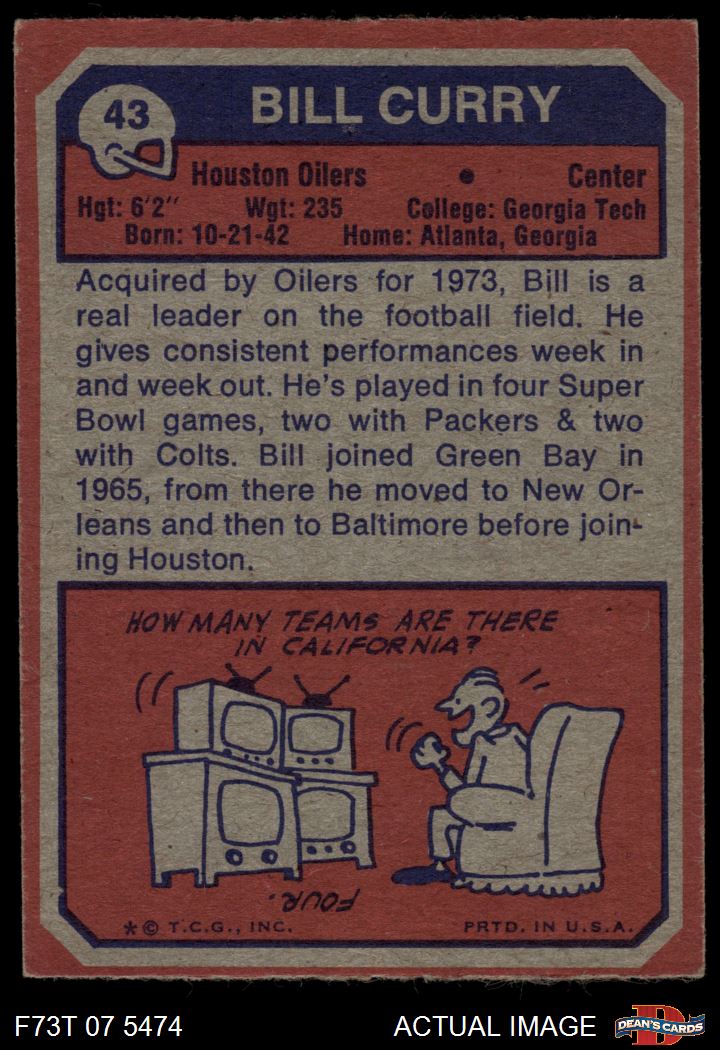 43
BILL CURRY
Houston Oilers • Center
Hgt: 6'2" Wgt: 235 College: Georgia Tech
Born: 10-21-42 Home: Atlanta, Georgia
Acquired by Oilers for 1973, Bill is a
real leader on the football field. He
gives consistent performances week in
and week out. He's played in four Super
Bowl games, two with Packers & two
with Colts. Bill joined Green Bay in
1965, from there he moved to New Or-
leans and then to Baltimore before join-
ing Houston.
HOW MANY TEAMS ARE THERE
IN CALIFORNIA?
FOUR.
*© T.C.G., INC. PRTD. IN U.S.A.
F73T 07 5474 ACTUAL IMAGE
D
DEAN'S CARDS